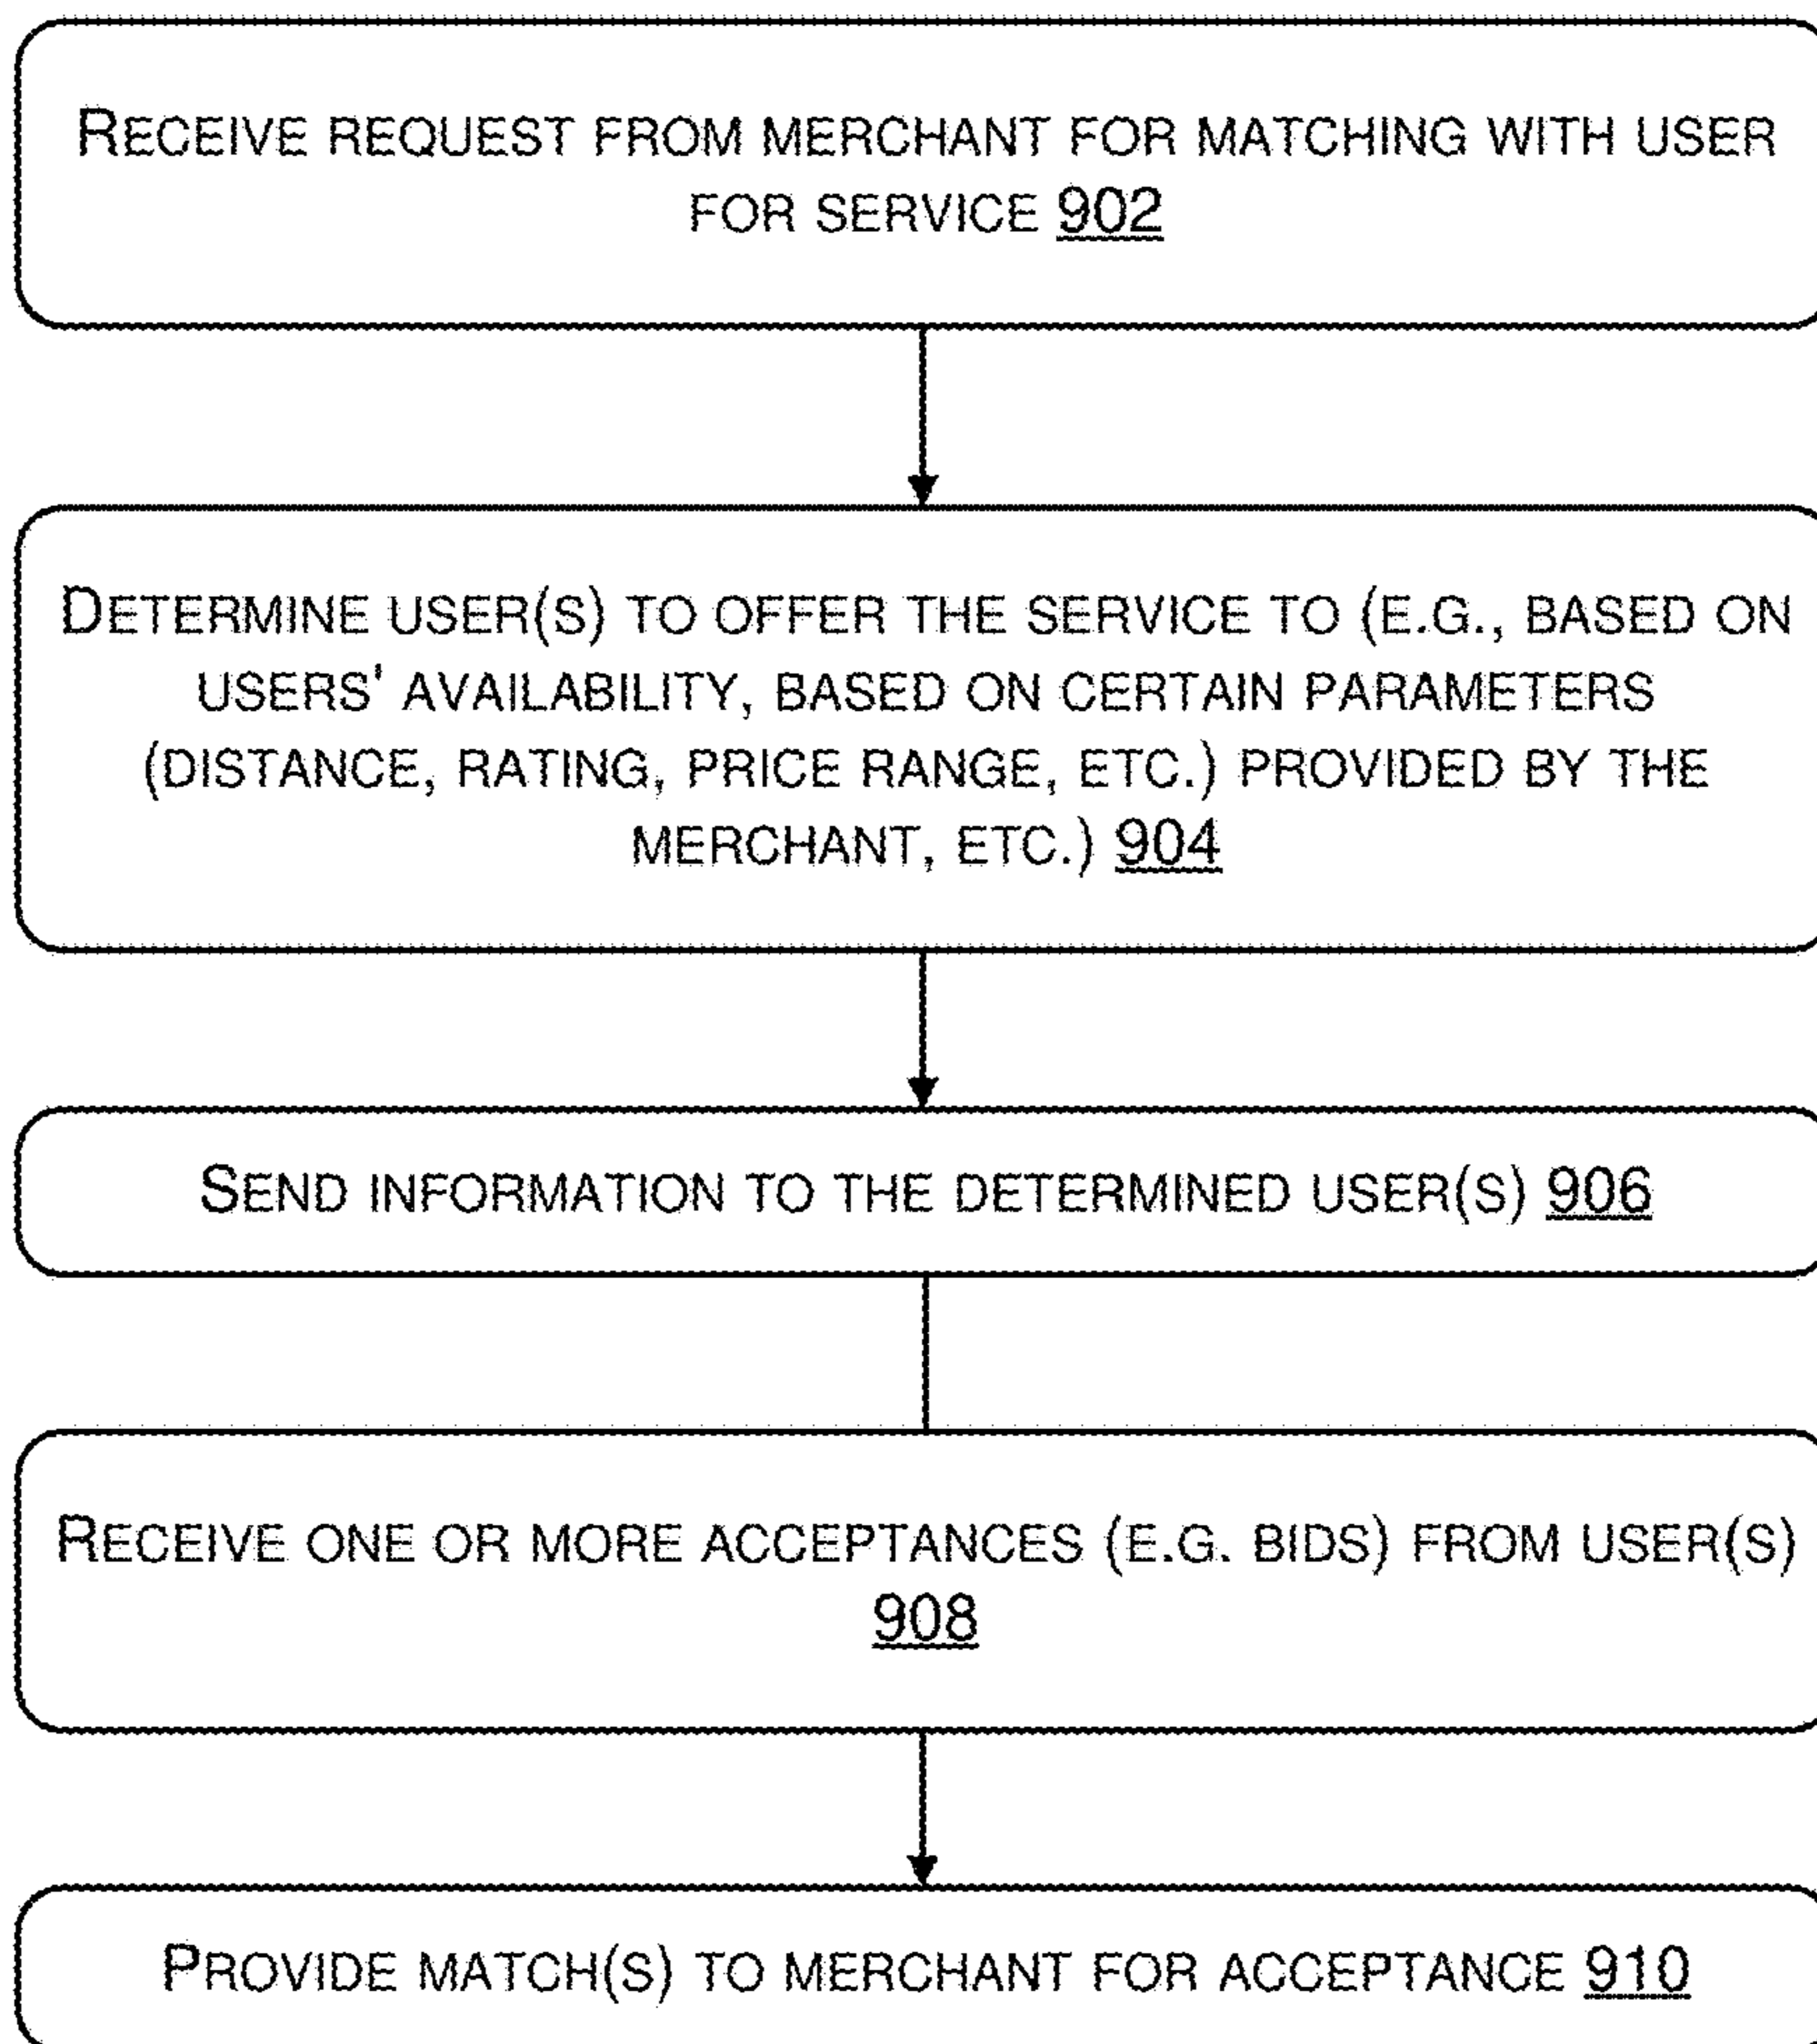 RECEIVE REQUEST FROM MERCHANT FOR MATCHING WITH USER
FOR SERVICE 902
DETERMINE USER(S) TO OFFER THE SERVICE TO (E.G., BASED ON
USERS' AVAILABILITY, BASED ON CERTAIN PARAMETERS
(DISTANCE, RATING, PRICE RANGE, ETC.) PROVIDED BY THE
MERCHANT, ETC.) 904
SEND INFORMATION TO THE DETERMINED USER(S) 906
RECEIVE ONE OR MORE ACCEPTANCES (E.G. BIDS) FROM USER(S)
908
PROVIDE MATCH(S) TO MERCHANT FOR ACCEPTANCE 910